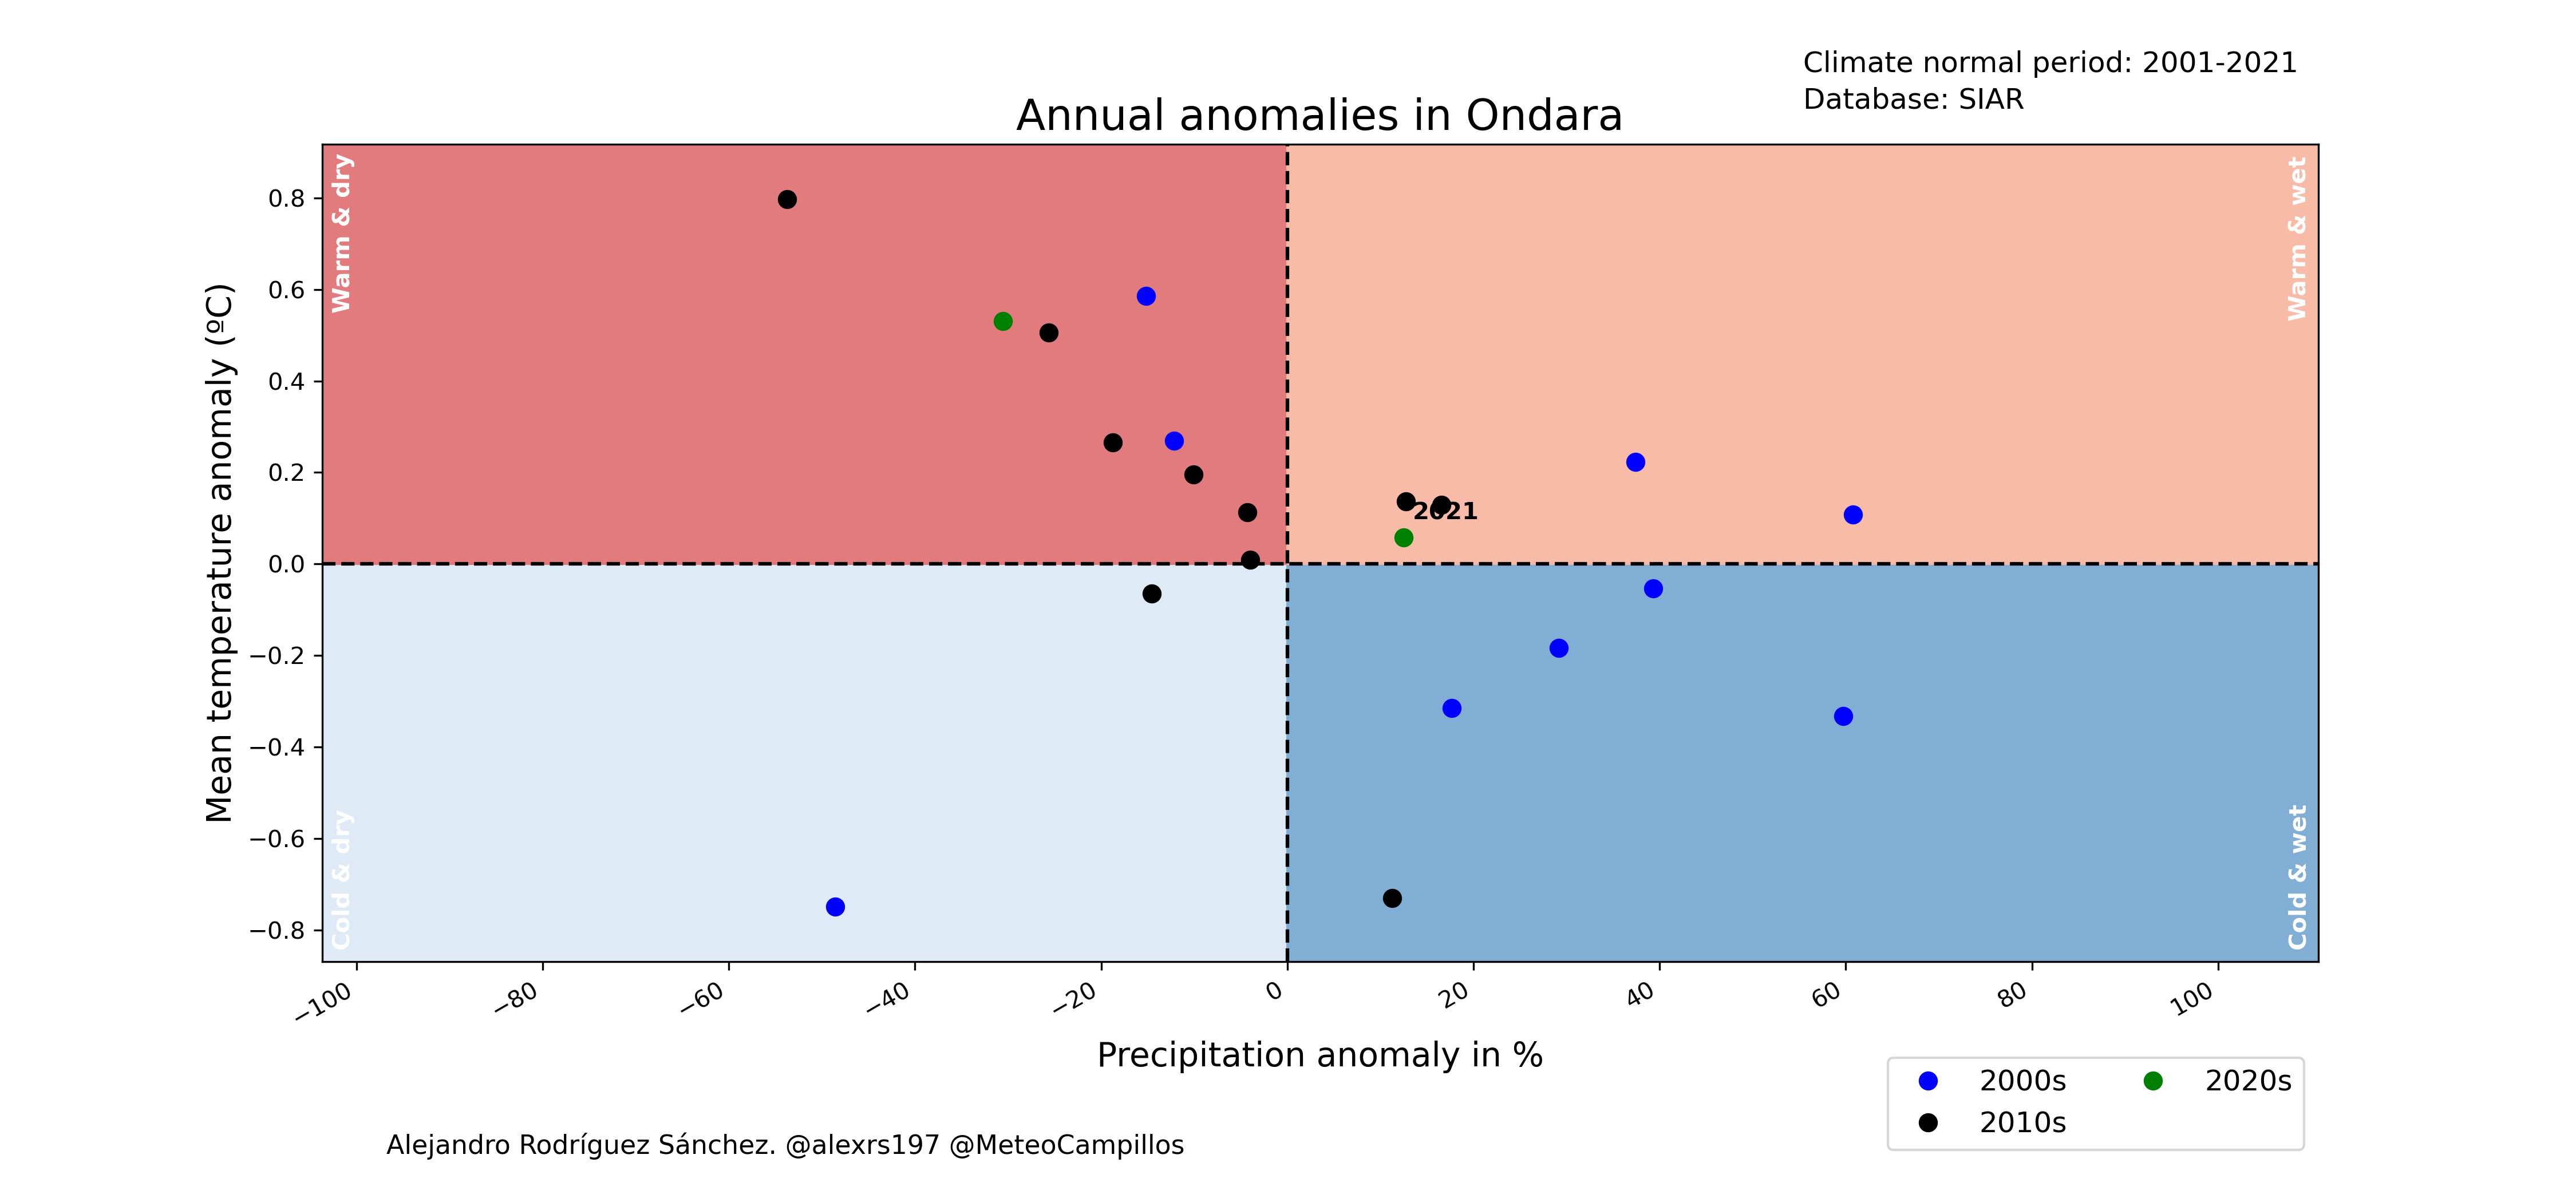 Climate normal period: 2001-2021
Database: SIAR
Annual anomalies in Ondara
Warm & dry
Warm & wet
Cold & dry
Cold & wet
Mean temperature anomaly (ºC)
0.8
0.6
0.4
0.2
0.0
−0.2
−0.4
−0.6
−0.8
2021
−100
−80
−60
−40
−20
0
20
40
60
80
100
Precipitation anomaly in %
2000s
2010s
2020s
Alejandro Rodríguez Sánchez. @alexrs197 @MeteoCampillos